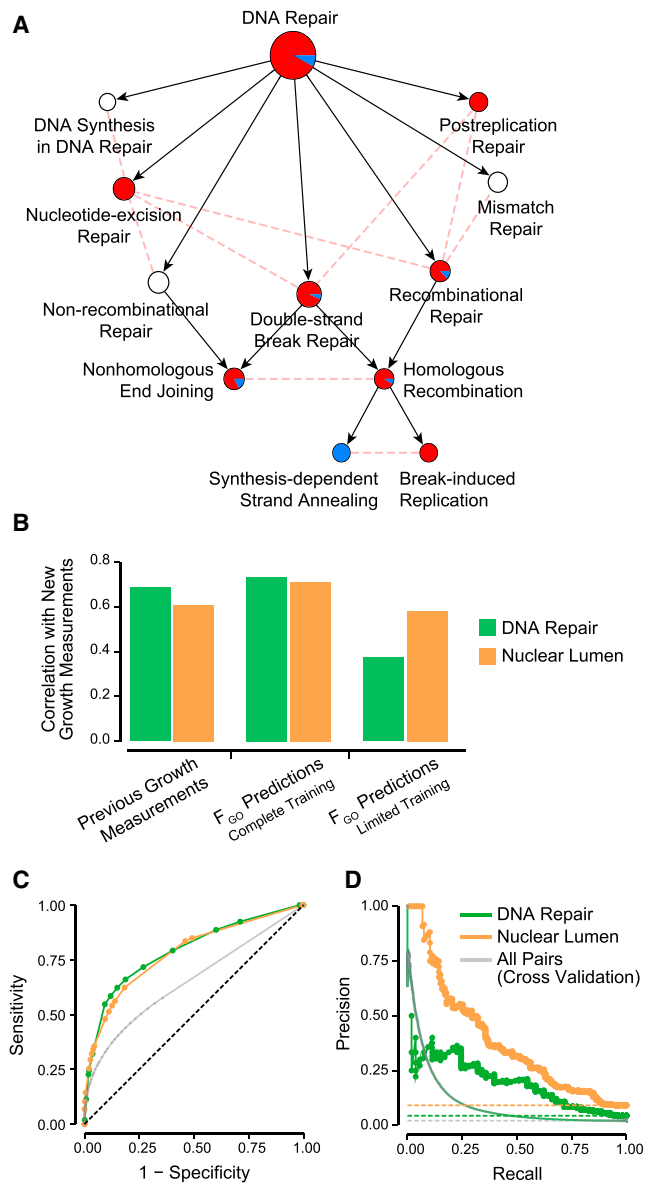 A
DNA Repair
DNA Synthesis
in DNA Repair
Postreplication
Repair
Nucleotide-excision
Repair
Mismatch
Repair
Non-recombinational
Repair
Double-strand
Break Repair
Recombinational
Repair
Nonhomologous
End Joining
Homologous
Recombination
Synthesis-dependent
Strand Annealing
Break-induced
Replication
B
Correlation with New
Growth Measurements
0.8
0.6
0.4
0.2
0.0
DNA Repair
Nuclear Lumen
Previous Growth
Measurements
F GO Predictions
Complete Training
F GO Predictions
Limited Training
C
Sensitivity
1.00
0.75
0.50
0.25
0.00
0.00 0.25 0.50 0.75 1.00
1 − Specificity
D
Precision
1.00
0.75
0.50
0.25
0.00
DNA Repair
Nuclear Lumen
All Pairs
(Cross Validation)
0.00 0.25 0.50 0.75 1.00
Recall